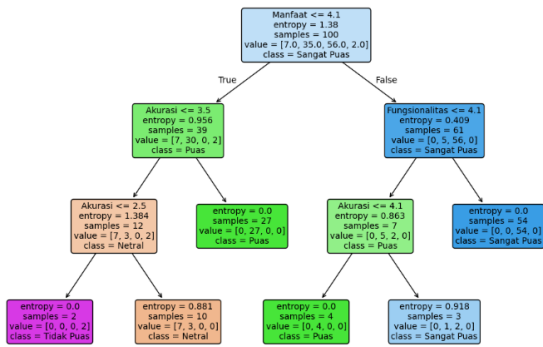 Manfaat <= 4.1
entropy = 1.38
samples = 100
value = [7.0, 35.0, 56.0, 2.0]
class = Sangat Puas
True
False
Akurasi <= 3.5
entropy = 0.956
samples = 39
value = [7, 30, 0, 2]
class = Puas
Fungsionalitas <= 4.1
entropy = 0.409
samples = 61
value = [0, 5, 56, 0]
class = Sangat Puas
Akurasi <= 2.5
entropy = 1.384
samples = 12
value = [7, 3, 0, 2]
class = Netral
entropy = 0.0
samples = 27
value = [0, 27, 0, 0]
class = Puas
Akurasi <= 4.1
entropy = 0.863
samples = 7
value = [0, 5, 2, 0]
class = Puas
entropy = 0.0
samples = 54
value = [0, 0, 54, 0]
class = Sangat Puas
entropy = 0.0
samples = 2
value = [0, 0, 0, 2]
class = Tidak Puas
entropy = 0.881
samples = 10
value = [7, 3, 0, 0]
class = Netral
entropy = 0.0
samples = 4
value = [0, 4, 0, 0]
class = Puas
entropy = 0.918
samples = 3
value = [0, 1, 2, 0]
class = Sangat Puas